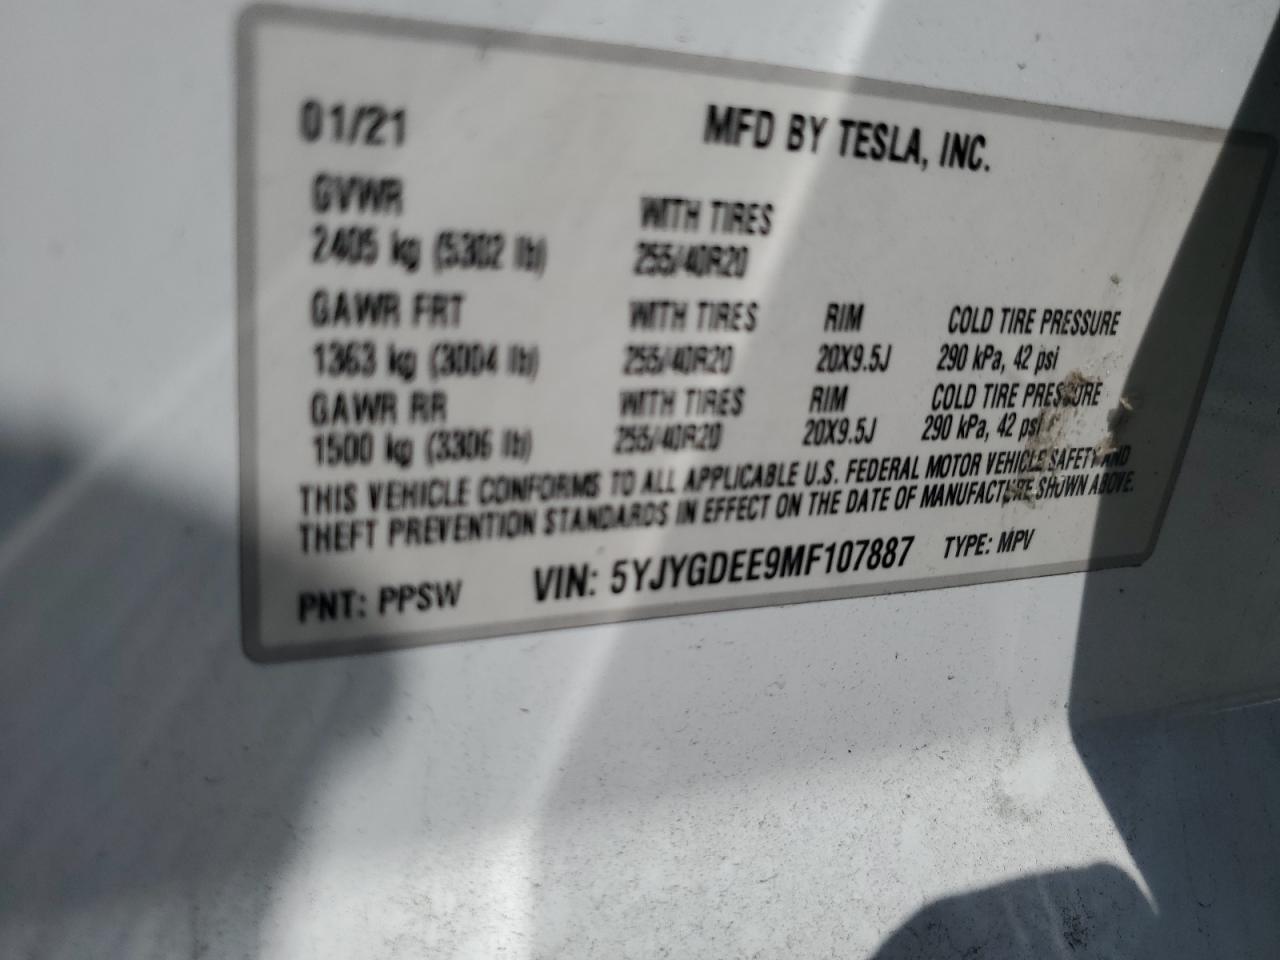 01/21 MFD BY TESLA, INC.
GVWR WITH TIRES
2405 kg (5302 lb) 255/40R20
GAWR FRT WITH TIRES RIM COLD TIRE PRESSURE
1363 kg (3004 lb) 255/40R20 20X9.5J 290 kPa, 42 psi
GAWR RR WITH TIRES RIM COLD TIRE PRESSURE
1500 kg (3306 lb) 255/40R20 20X9.5J 290 kPa, 42 psi
THIS VEHICLE CONFORMS TO ALL APPLICABLE U.S. FEDERAL MOTOR VEHICLE SAFETY AND
THEFT PREVENTION STANDARDS IN EFFECT ON THE DATE OF MANUFACTURE SHOWN ABOVE.
PNT: PPSW VIN: 5YJYGDEE9MF107887 TYPE: MPV